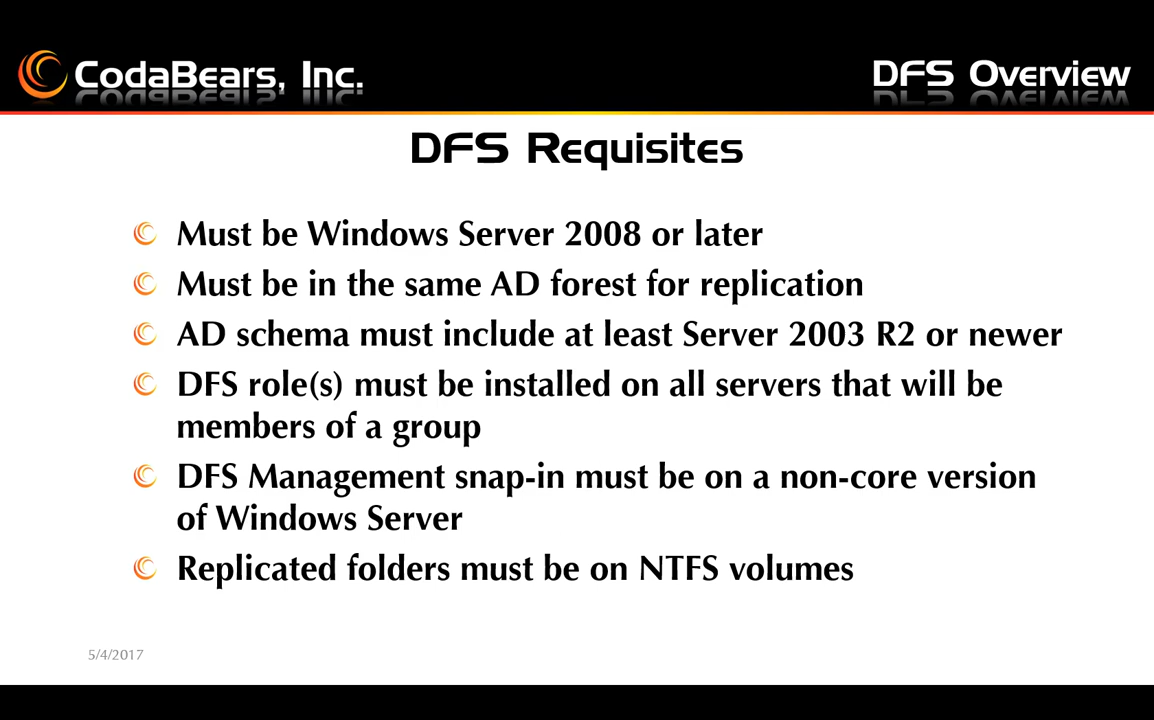 CodaBears, Inc.
DFS Overview
DFS Requisites
Must be Windows Server 2008 or later
Must be in the same AD forest for replication
AD schema must include at least Server 2003 R2 or newer
DFS role(s) must be installed on all servers that will be
members of a group
DFS Management snap-in must be on a non-core version
of Windows Server
Replicated folders must be on NTFS volumes
5/4/2017